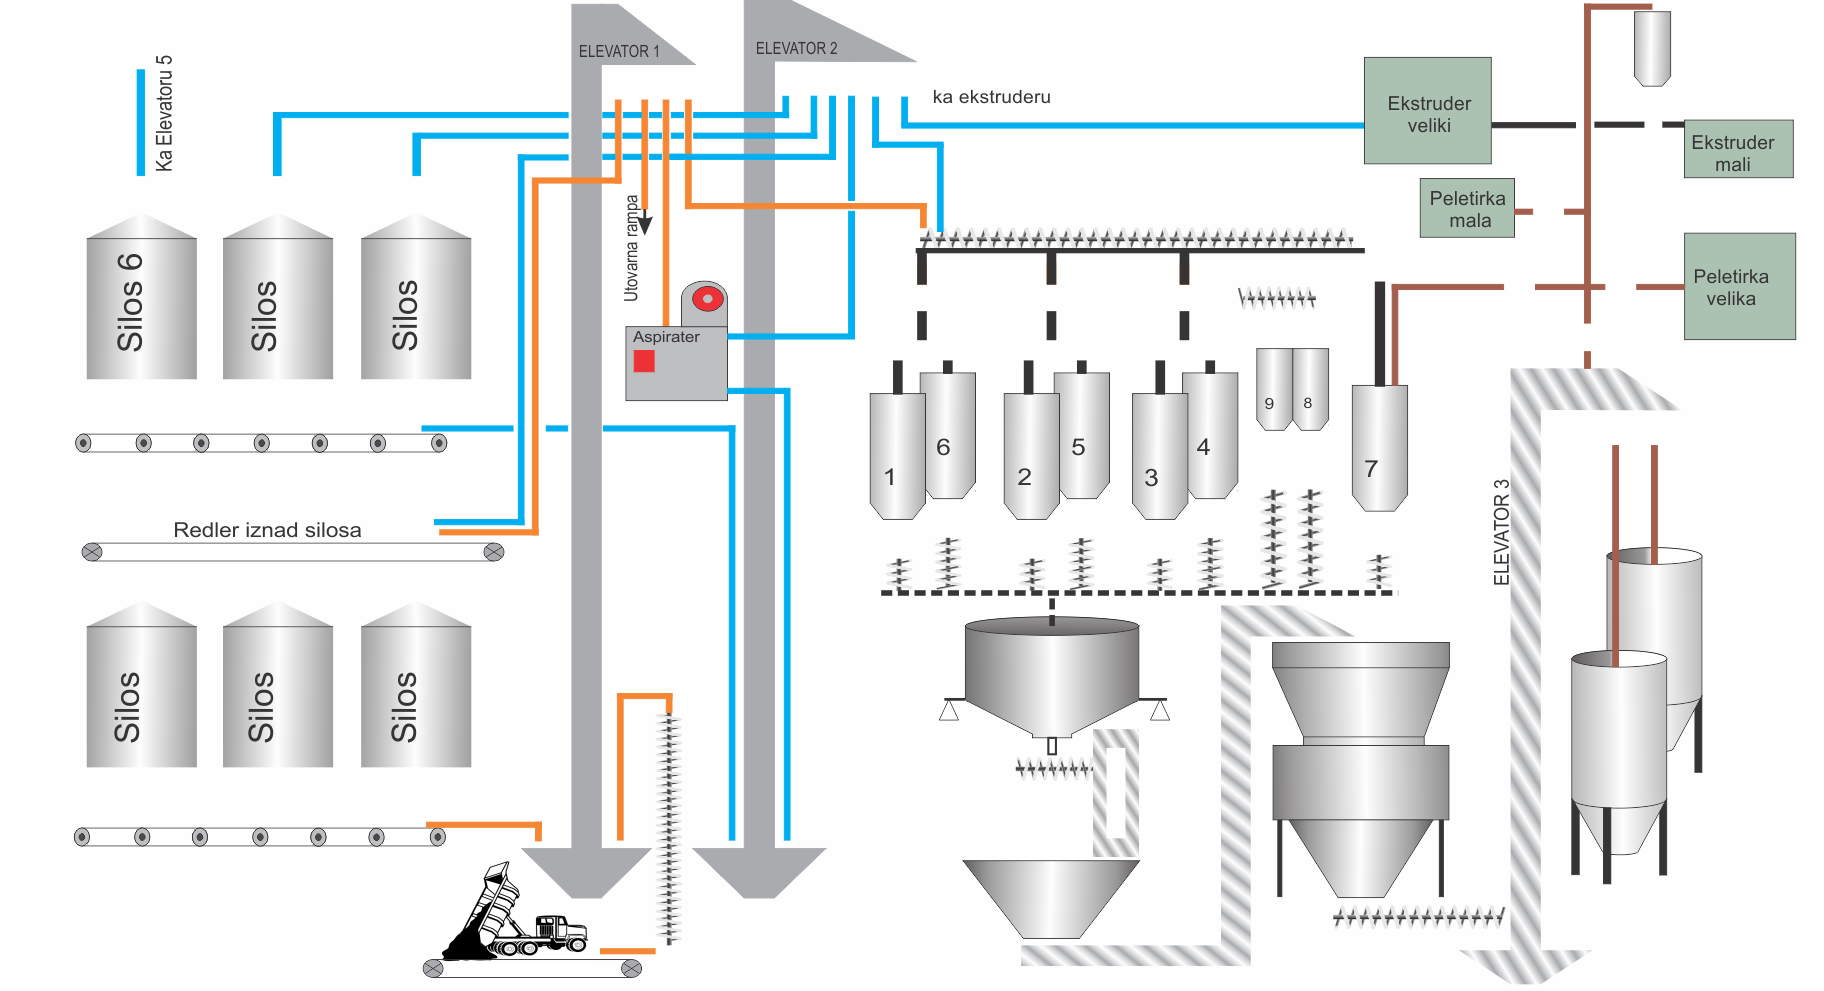 ELEVATOR 1
ELEVATOR 2
Ka Elevatoru 5
ka ekstruderu
Ekstruder
veliki
Ekstruder
mali
Peletirka
mala
Peletirka
velika
Utovarna rampa
Aspirater
Silos 6
Silos
Silos
Redler iznad silosa
1
6
2
5
3
4
9
8
7
ELEVATOR 3
Silos
Silos
Silos